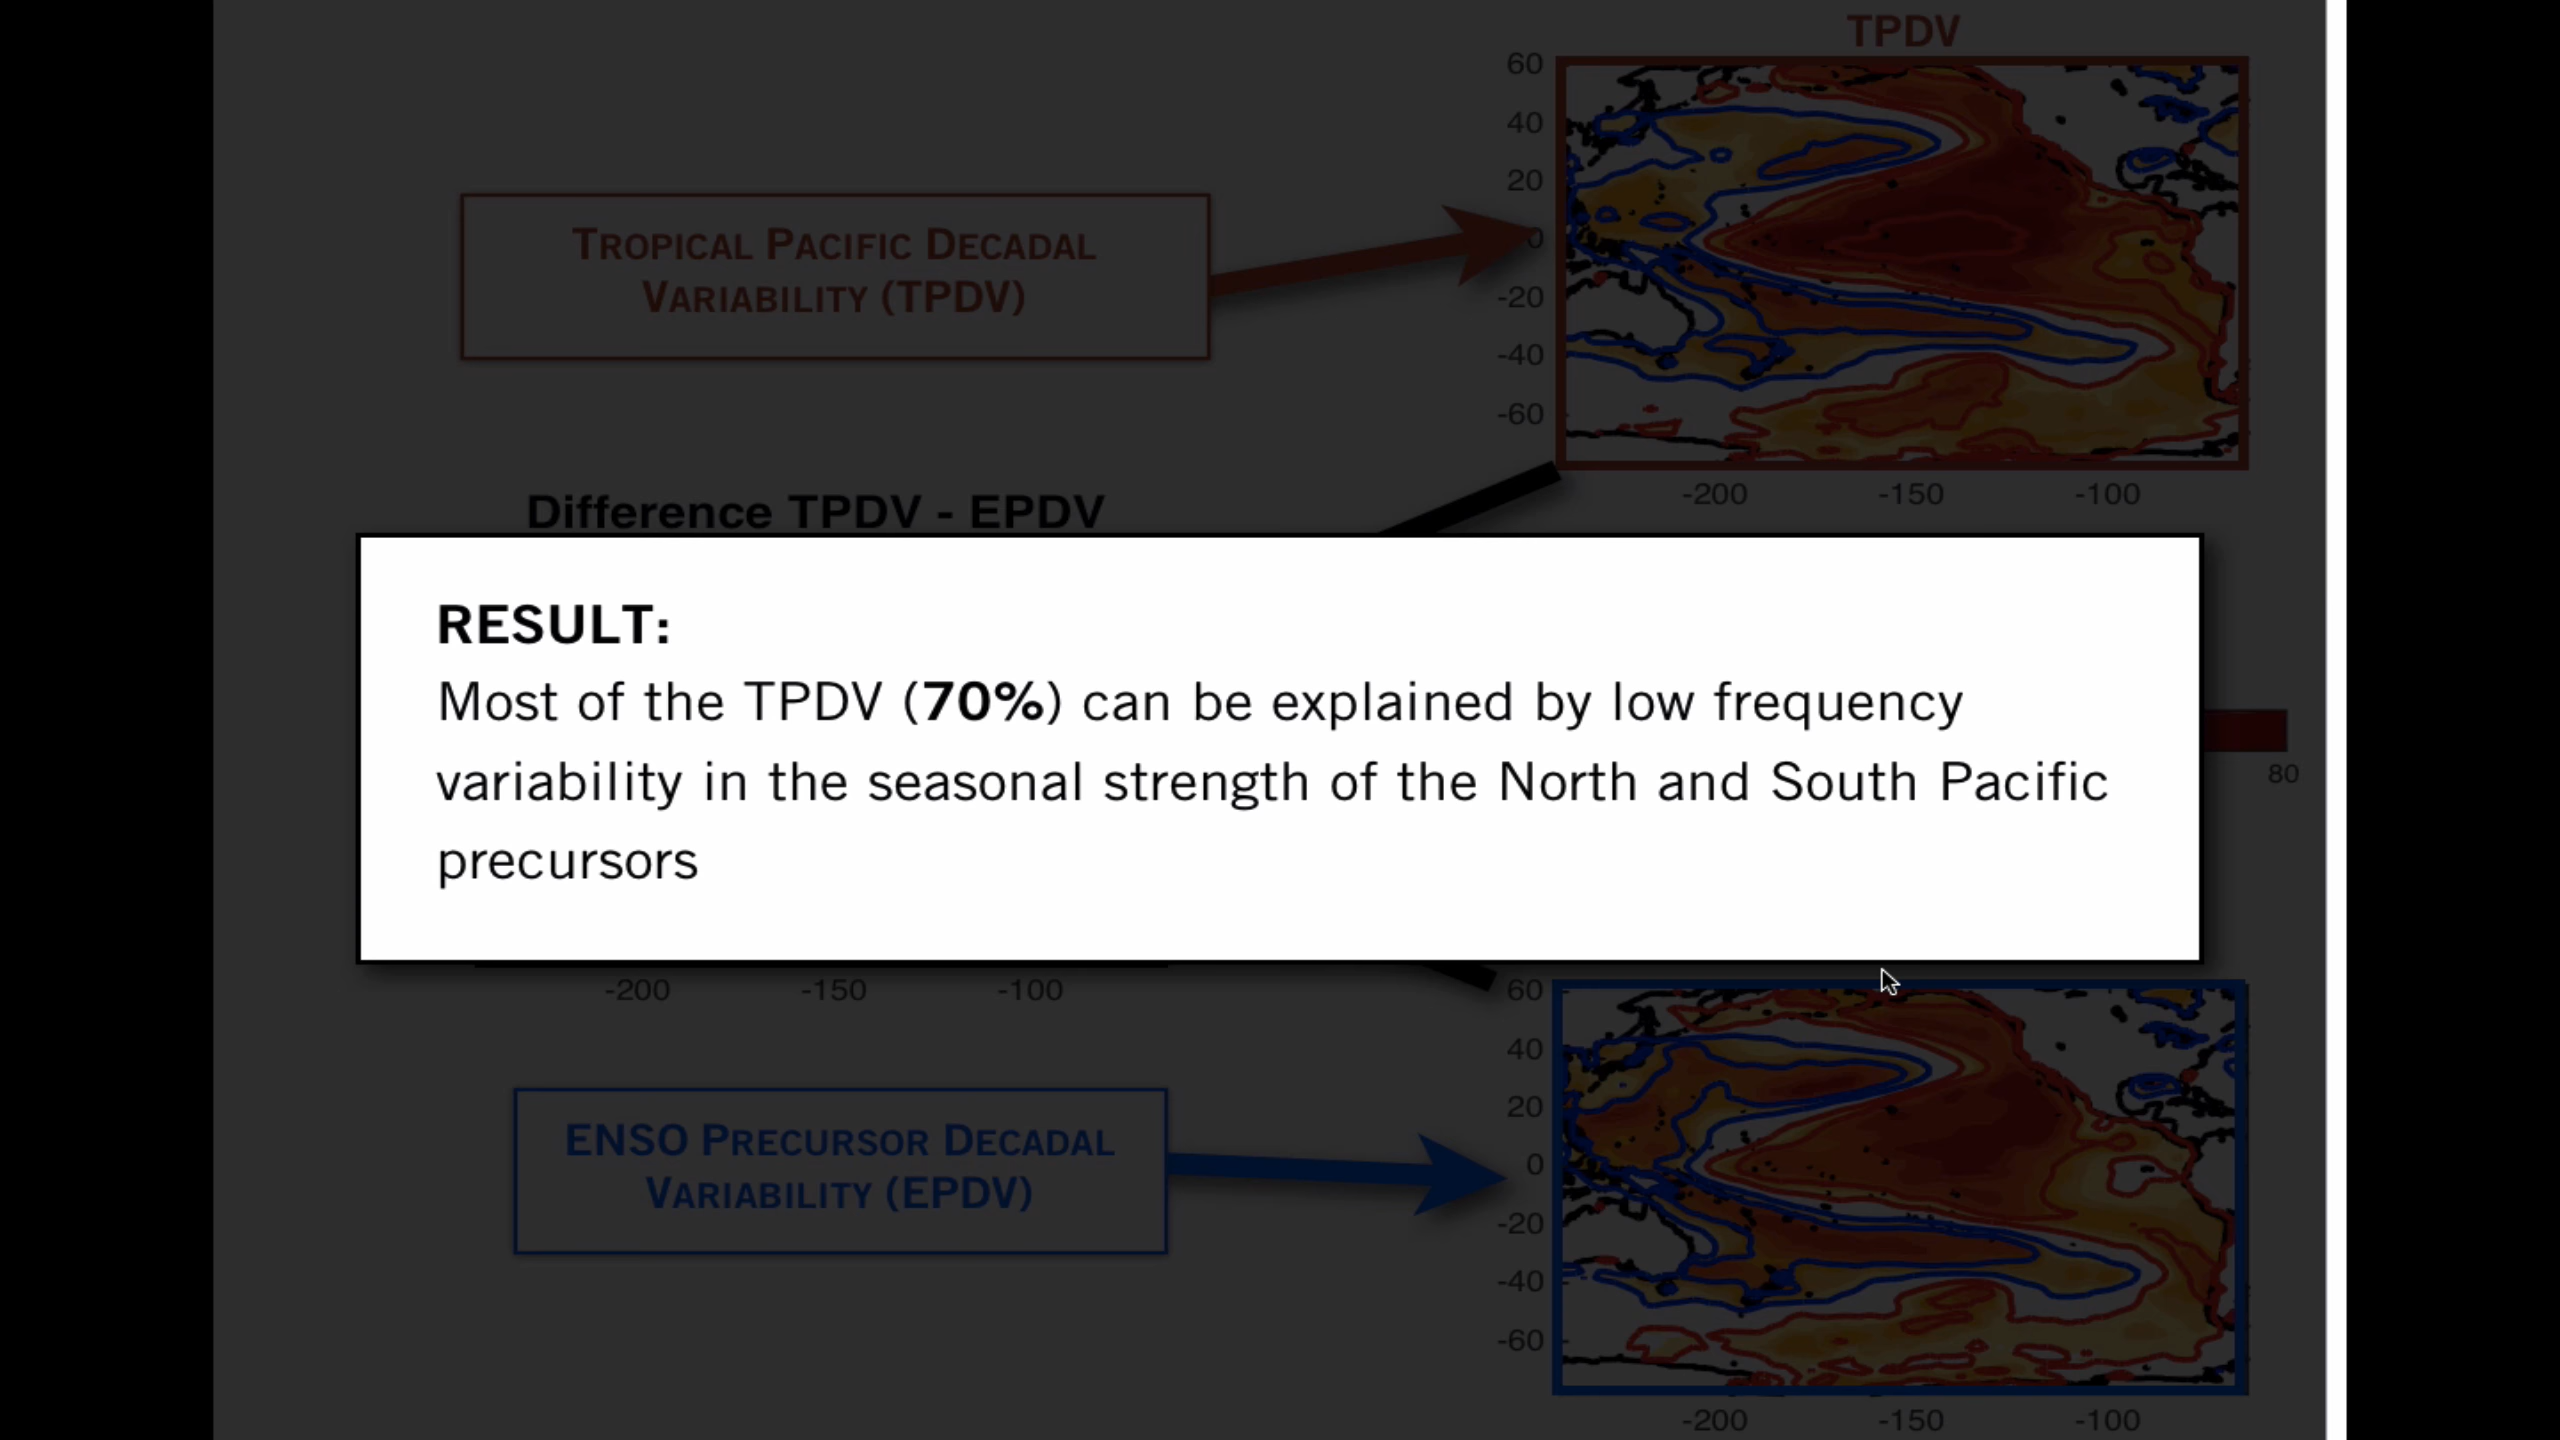 TPDV
60
40
20
0
-20
-40
-60
-200 -150 -100
TROPICAL PACIFIC DECADAL
VARIABILITY (TPDV)
Difference TPDV - EPDV
RESULT:
Most of the TPDV (70%) can be explained by low frequency
variability in the seasonal strength of the North and South Pacific
precursors
80
-200 -150 -100
ENSO PRECURSOR DECADAL
VARIABILITY (EPDV)
60
40
20
0
-20
-40
-60
-200 -150 -100